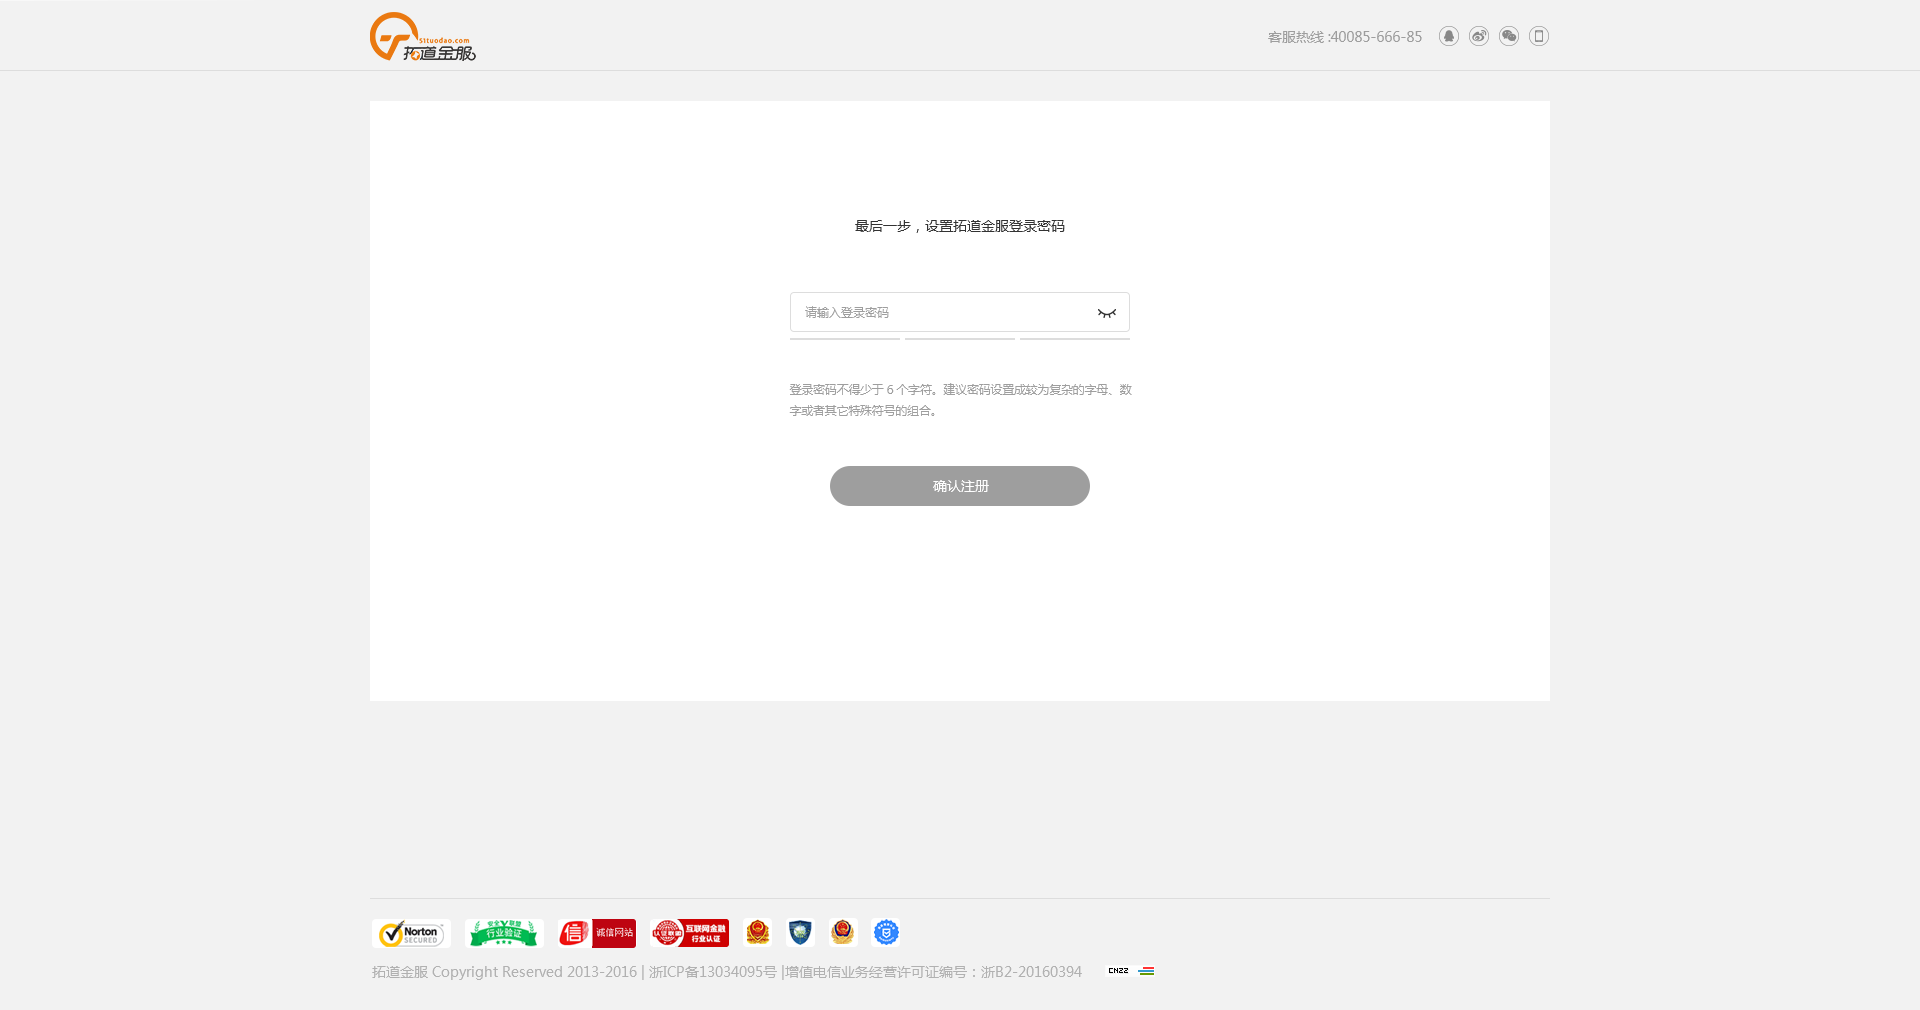 51tuodao.com
拓道金服
客服热线 :40085-666-85
最后一步，设置拓道金服登录密码
请输入登录密码
登录密码不得少于 6 个字符。建议密码设置成较为复杂的字母、数
字或者其它特殊符号的组合。
确认注册
Norton
SECURED
安全联盟
行业验证
信 诚信网站
互联网金融
行业认证
拓道金服 Copyright Reserved 2013-2016 | 浙ICP备13034095号 |增值电信业务经营许可证编号：浙B2-20160394
CNZZ